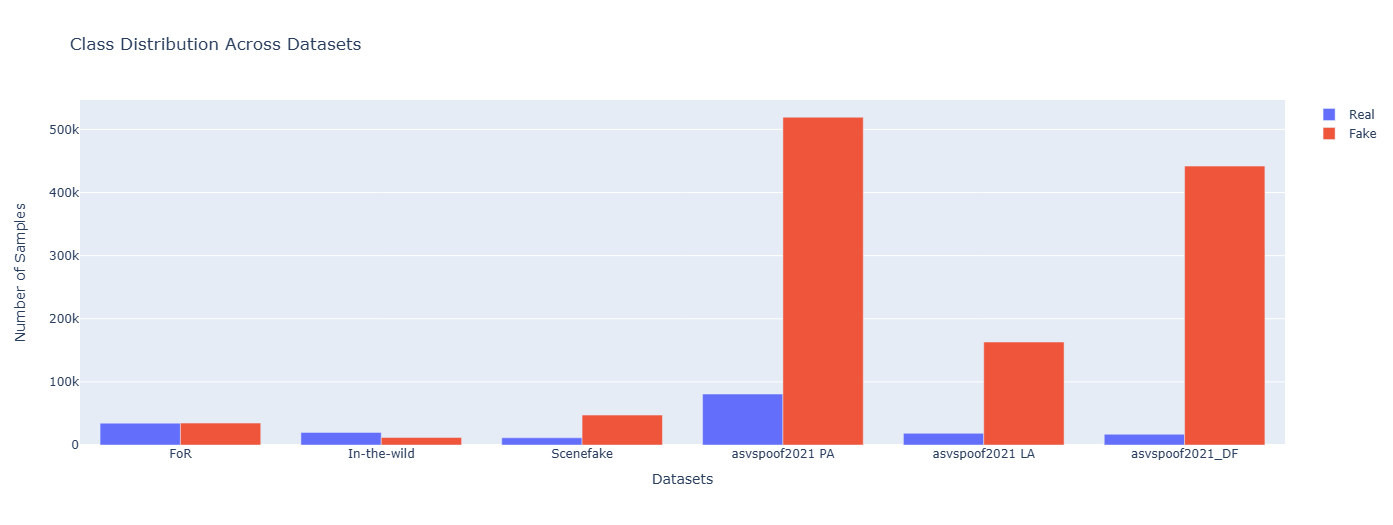 Class Distribution Across Datasets
Real
Fake
500k
400k
300k
200k
100k
0
Number of Samples
FoR In-the-wild Scenefake asvspoof2021 PA asvspoof2021 LA asvspoof2021_DF
Datasets